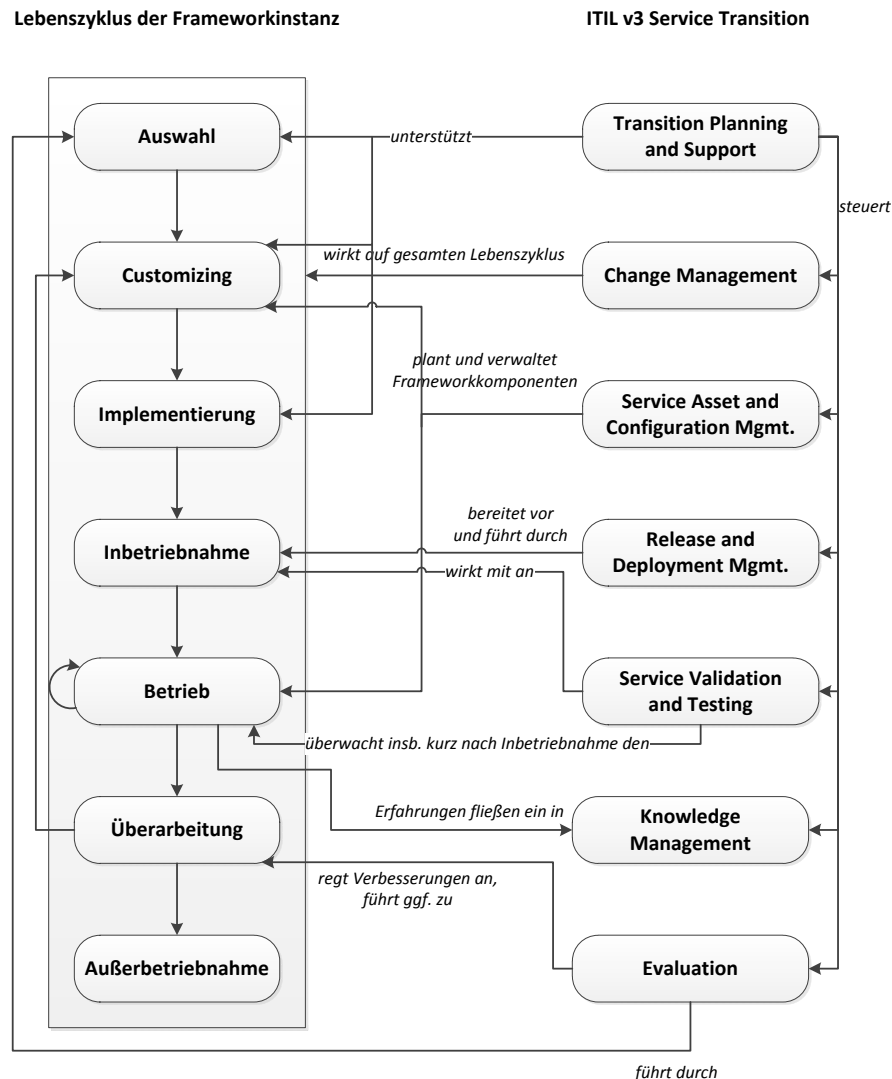 Lebenszyklus der Frameworkinstanz
ITIL v3 Service Transition
Auswahl
unterstützt
Transition Planning
and Support
steuert
Customizing
wirkt auf gesamten Lebenszyklus
Change Management
plant und verwaltet
Frameworkkomponenten
Implementierung
Service Asset and
Configuration Mgmt.
Inbetriebnahme
bereitet vor
und führt durch
Release and
Deployment Mgmt.
wirkt mit an
Betrieb
Service Validation
and Testing
überwacht insb. kurz nach Inbetriebnahme den
Überarbeitung
Erfahrungen fließen ein in
Knowledge
Management
regt Verbesserungen an,
führt ggf. zu
Außerbetriebnahme
Evaluation
führt durch